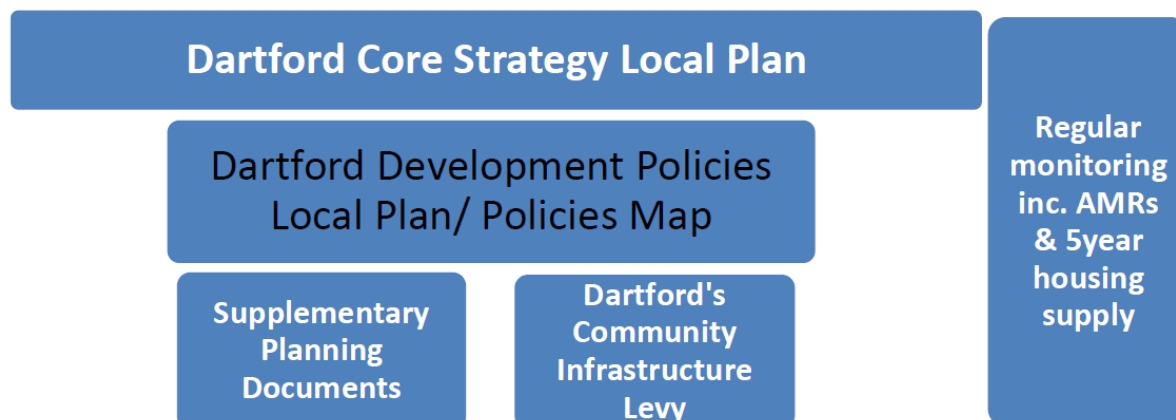 Dartford Core Strategy Local Plan
Dartford Development Policies
Local Plan/ Policies Map
Supplementary
Planning
Documents
Dartford's
Community
Infrastructure
Levy
Regular
monitoring
inc. AMRs
& 5year
housing
supply